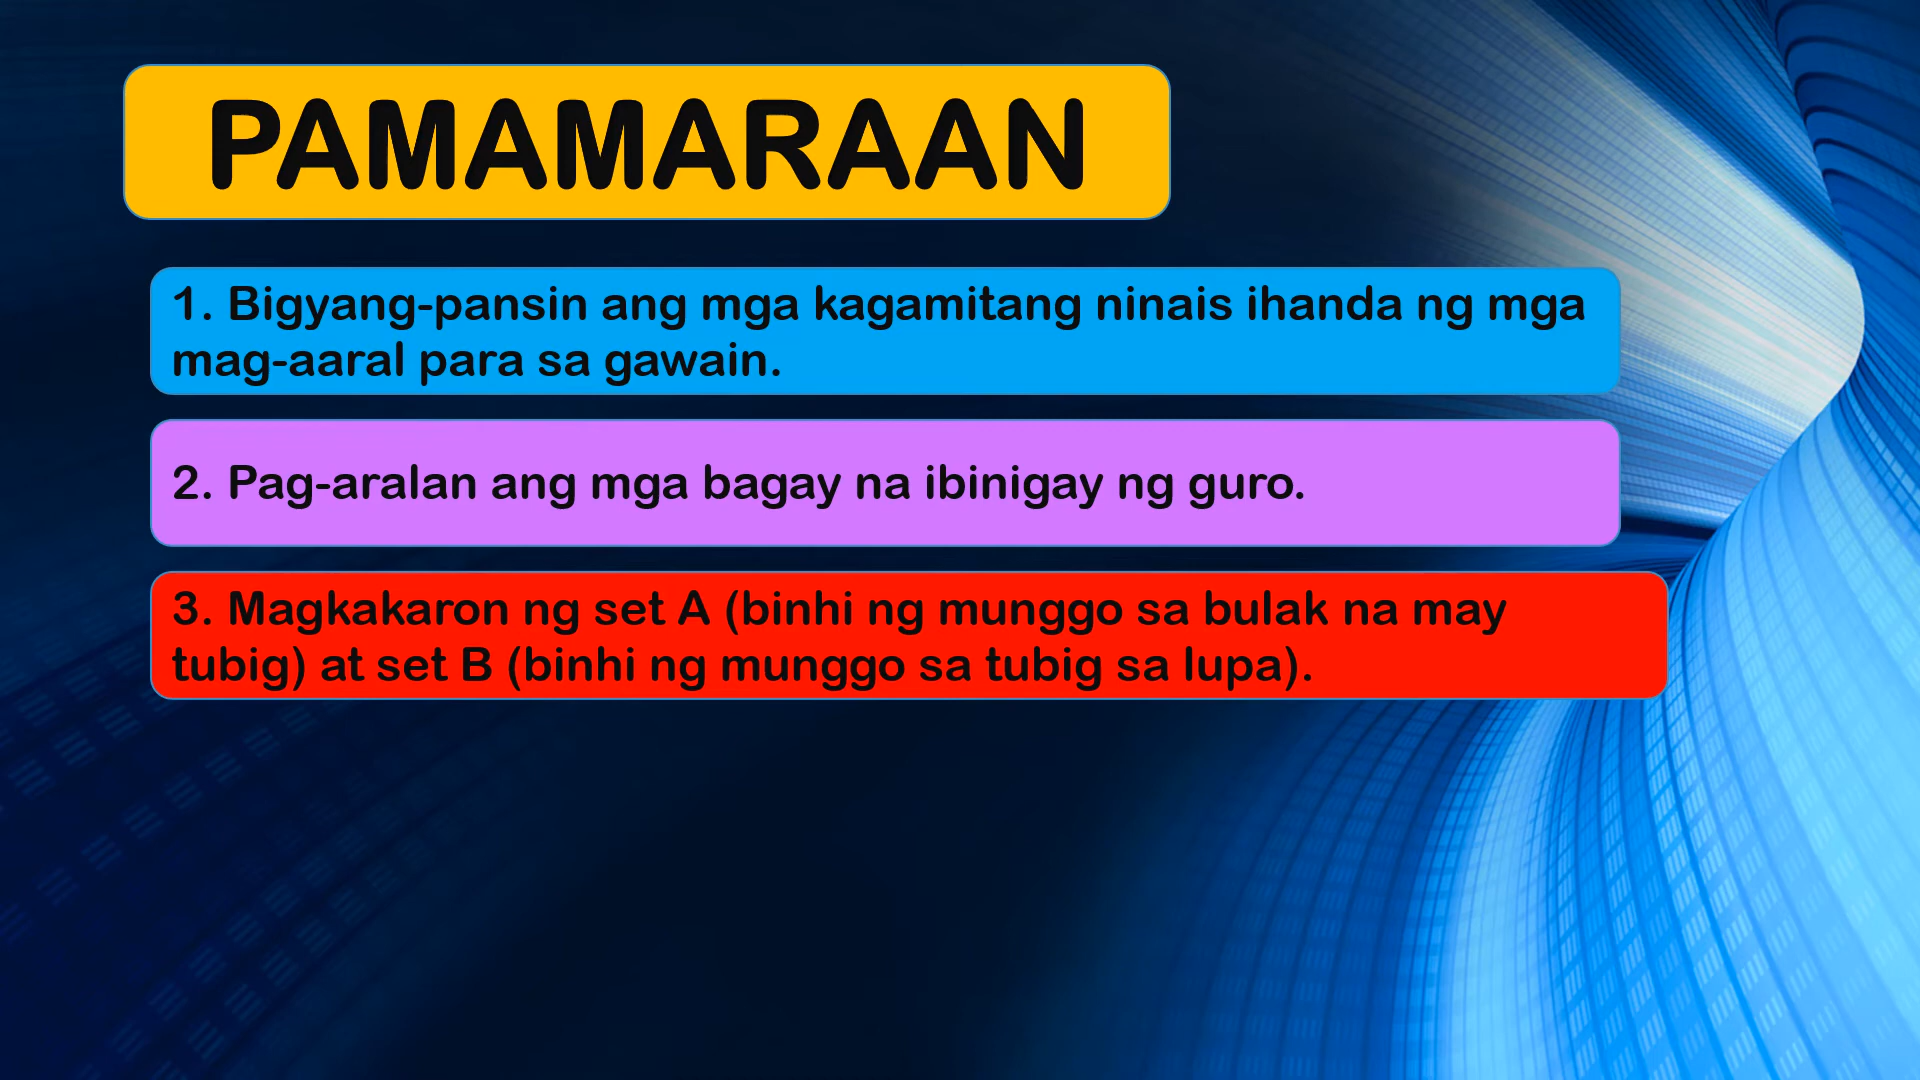 PAMAMARAAN
1. Bigyang-pansin ang mga kagamitang ninais ihanda ng mga
mag-aaral para sa gawain.
2. Pag-aralan ang mga bagay na ibinigay ng guro.
3. Magkakaron ng set A (binhi ng munggo sa bulak na may
tubig) at set B (binhi ng munggo sa tubig sa lupa).